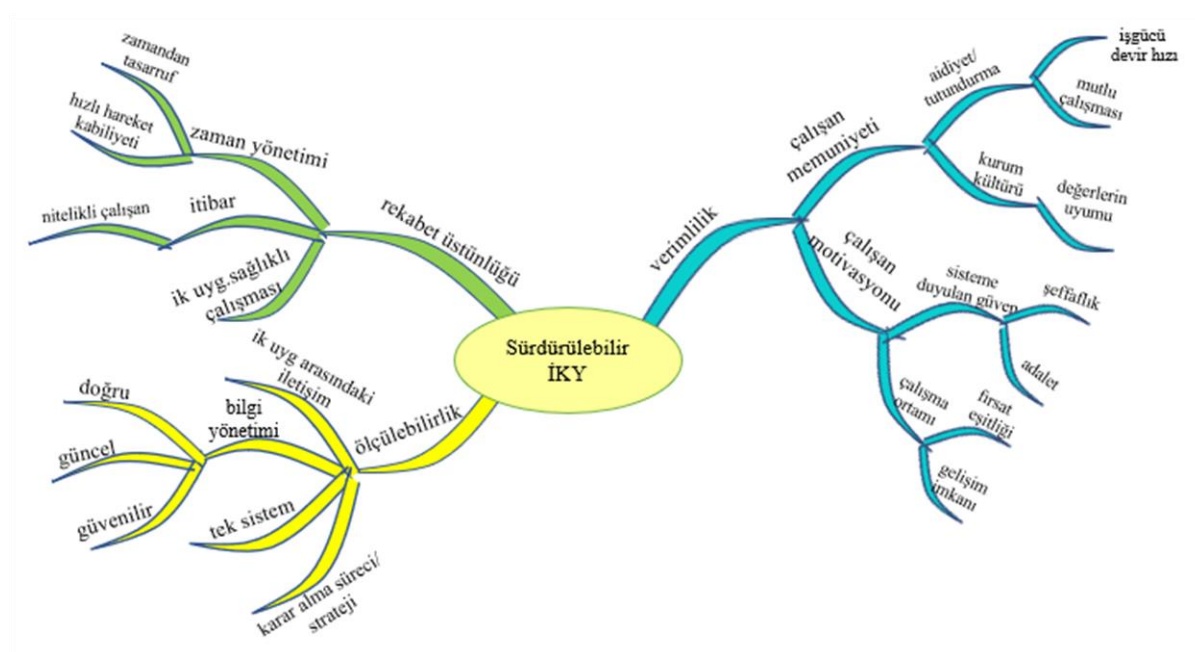 Sürdürülebilir
İKY
rekabet üstünlüğü
zaman yönetimi
zamandan
tasarruf
hızlı hareket
kabiliyeti
itibar
nitelikli çalışan
ik uyg.sağlıklı
çalışması
ölçülebilirlik
ik uyg arasındaki
iletişim
bilgi
yönetimi
doğru
güncel
güvenilir
tek sistem
karar alma süreci/
strateji
verimlilik
çalışan
memuniyeti
aidiyet/
tutundurma
işgücü
devir hızı
mutlu
çalışması
kurum
kültürü
değerlerin
uyumu
çalışan
motivasyonu
sisteme
duyulan güven
şeffaflık
adalet
çalışma
ortamı
fırsat
eşitliği
gelişim
imkanı